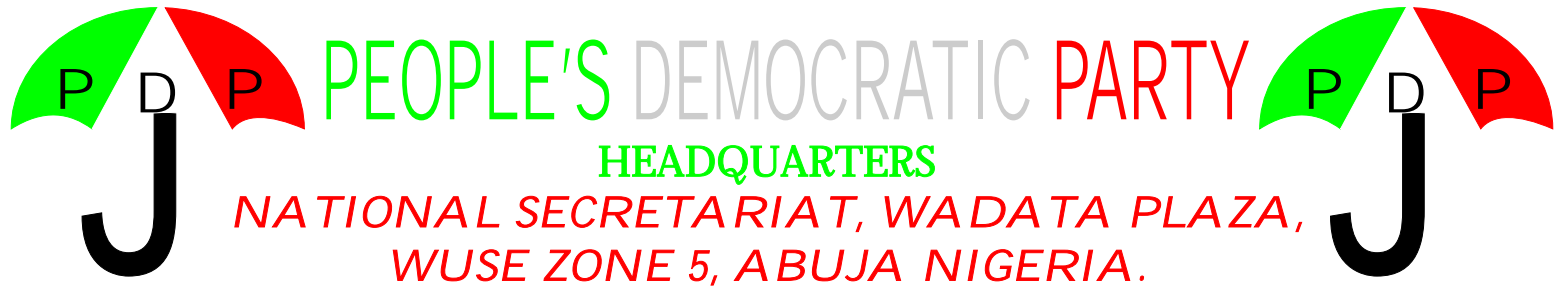 P D P PEOPLE'S DEMOCRATIC PARTY P D P
HEADQUARTERS
NATIONAL SECRETARIAT, WADATA PLAZA,
WUSE ZONE 5, ABUJA NIGERIA.